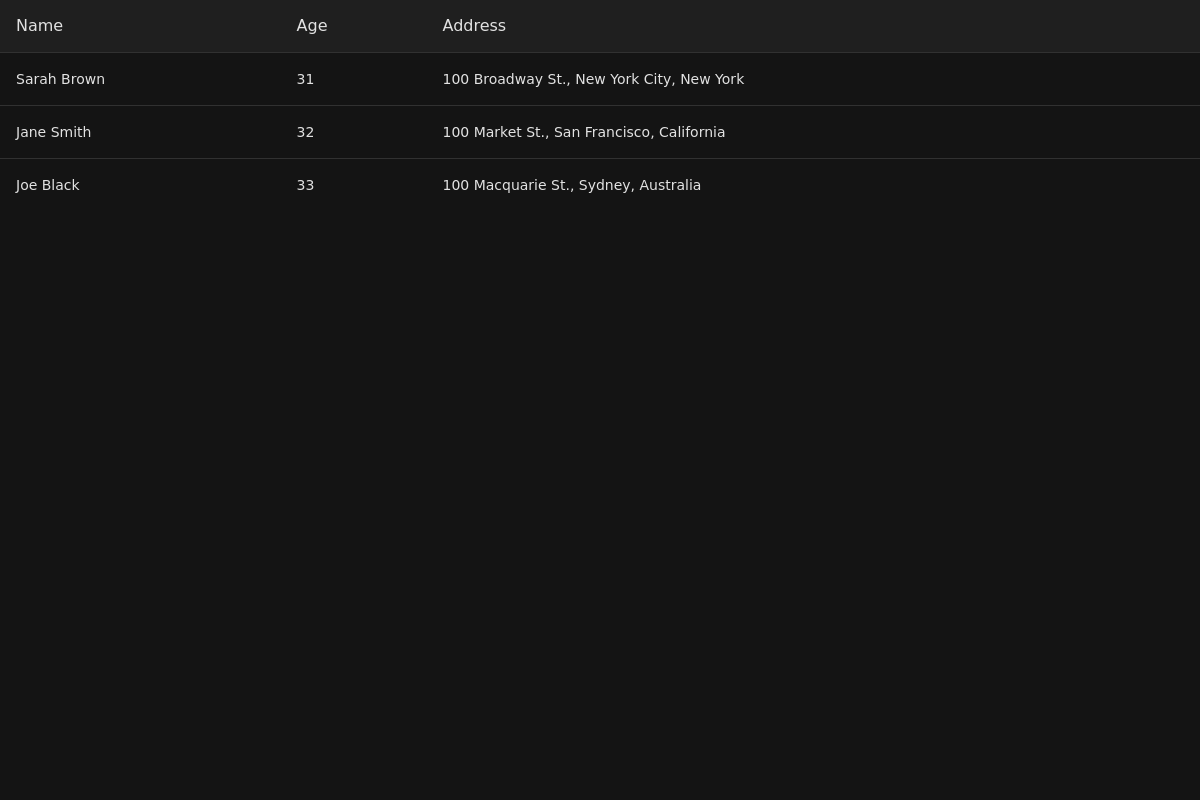 Name Age Address
Sarah Brown 31 100 Broadway St., New York City, New York
Jane Smith 32 100 Market St., San Francisco, California
Joe Black 33 100 Macquarie St., Sydney, Australia